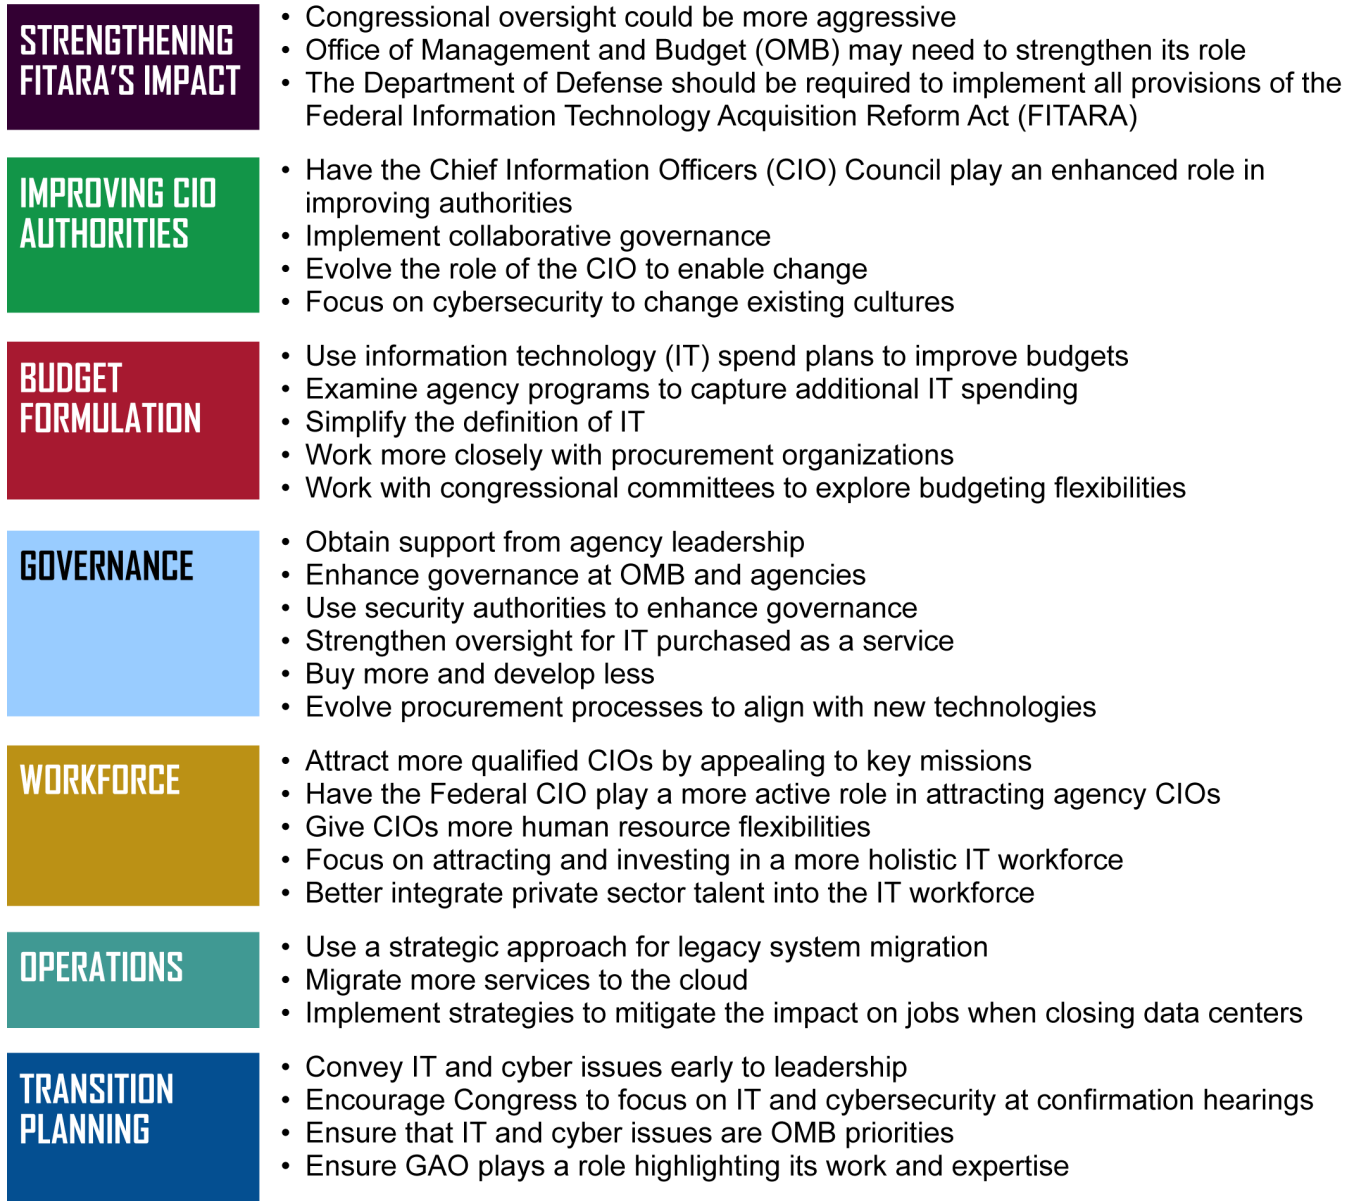 STRENGTHENING
FITARA'S IMPACT
• Congressional oversight could be more aggressive
• Office of Management and Budget (OMB) may need to strengthen its role
• The Department of Defense should be required to implement all provisions of the
Federal Information Technology Acquisition Reform Act (FITARA)
IMPROVING CIO
AUTHORITIES
• Have the Chief Information Officers (CIO) Council play an enhanced role in
improving authorities
• Implement collaborative governance
• Evolve the role of the CIO to enable change
• Focus on cybersecurity to change existing cultures
BUDGET
FORMULATION
• Use information technology (IT) spend plans to improve budgets
• Examine agency programs to capture additional IT spending
• Simplify the definition of IT
• Work more closely with procurement organizations
• Work with congressional committees to explore budgeting flexibilities
GOVERNANCE
• Obtain support from agency leadership
• Enhance governance at OMB and agencies
• Use security authorities to enhance governance
• Strengthen oversight for IT purchased as a service
• Buy more and develop less
• Evolve procurement processes to align with new technologies
WORKFORCE
• Attract more qualified CIOs by appealing to key missions
• Have the Federal CIO play a more active role in attracting agency CIOs
• Give CIOs more human resource flexibilities
• Focus on attracting and investing in a more holistic IT workforce
• Better integrate private sector talent into the IT workforce
OPERATIONS
• Use a strategic approach for legacy system migration
• Migrate more services to the cloud
• Implement strategies to mitigate the impact on jobs when closing data centers
TRANSITION
PLANNING
• Convey IT and cyber issues early to leadership
• Encourage Congress to focus on IT and cybersecurity at confirmation hearings
• Ensure that IT and cyber issues are OMB priorities
• Ensure GAO plays a role highlighting its work and expertise